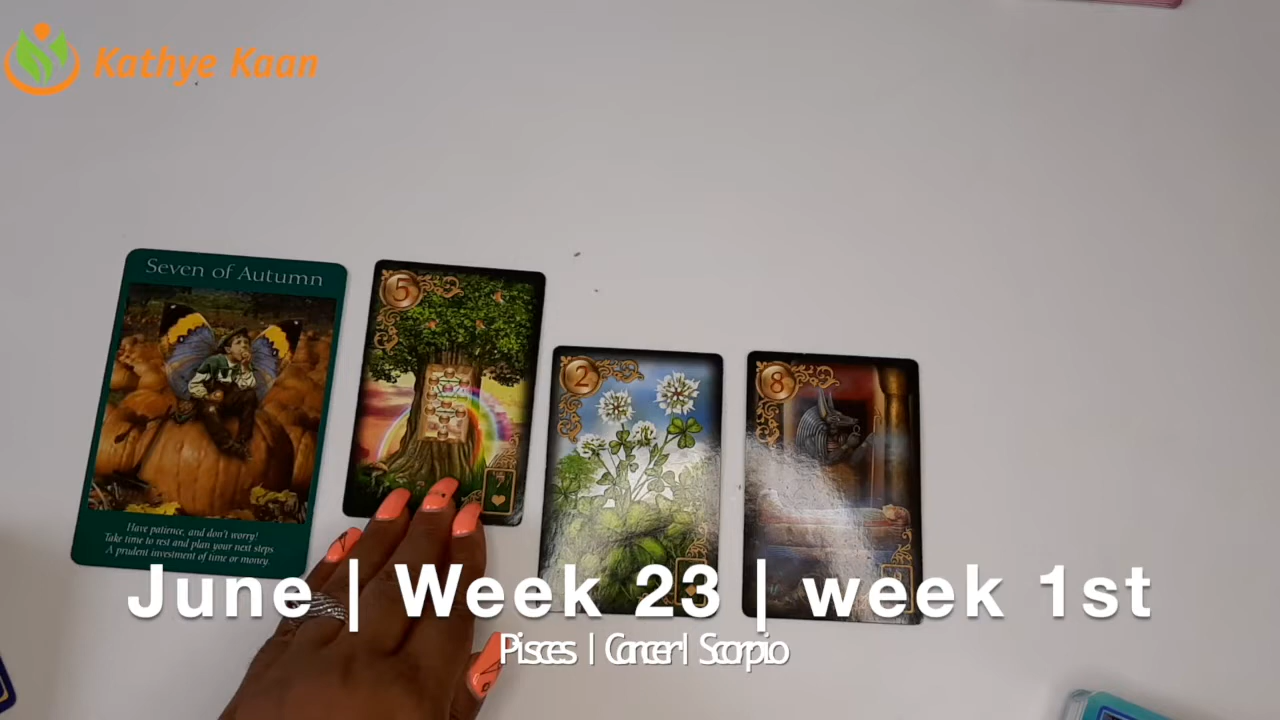 Kathye Kaan
Seven of Autumn
5
2
8
7
Have patience, and don't worry!
Take time to rest and plan your next steps
A prudent investment of time or money.
June | Week 23 | week 1st
Pisces | Cancer | Scorpio